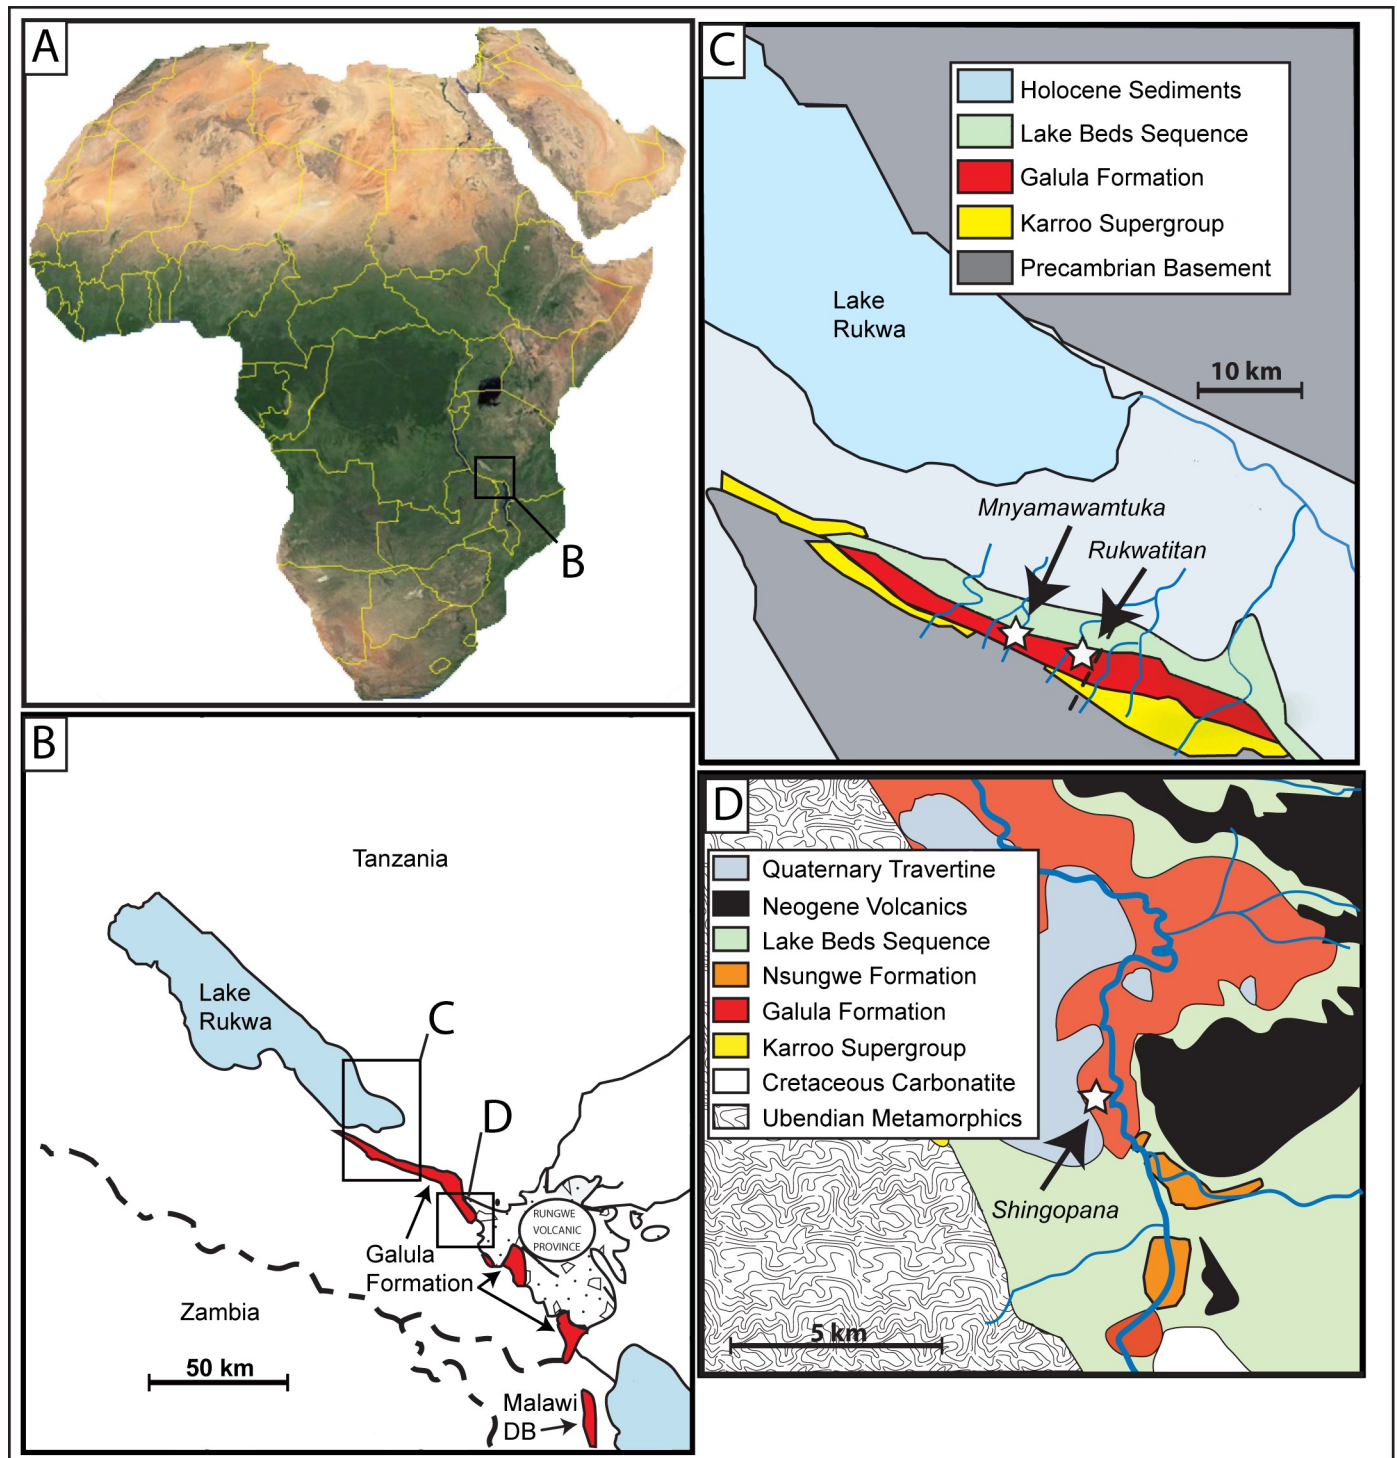 A
B
C
Holocene Sediments
Lake Beds Sequence
Galula Formation
Karroo Supergroup
Precambrian Basement
Lake
Rukwa
10 km
Mnyamawamtuka
Rukwatitan
B
Tanzania
Lake
Rukwa
C
D
RUNGWE
VOLCANIC
PROVINCE
Galula
Formation
Zambia
50 km
Malawi
DB
D
Quaternary Travertine
Neogene Volcanics
Lake Beds Sequence
Nsungwe Formation
Galula Formation
Karroo Supergroup
Cretaceous Carbonatite
Ubendian Metamorphics
Shingopana
5 km